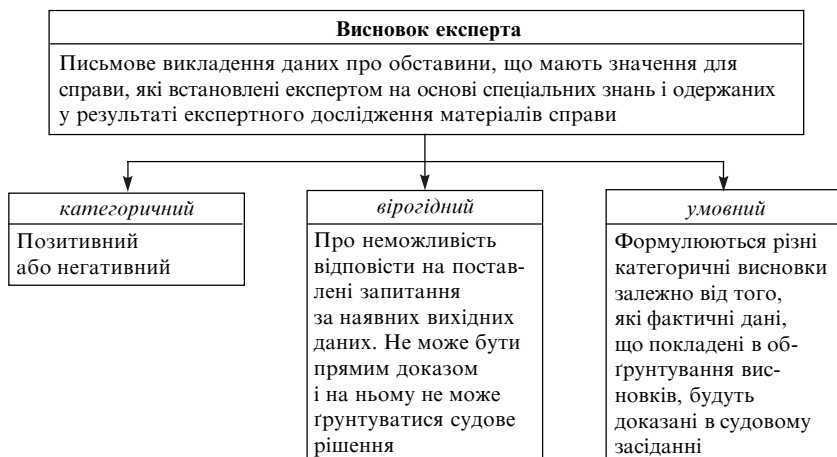 Висновок експерта
Письмове викладення даних про обставини, що мають значення для
справи, які встановлені експертом на основі спеціальних знань і одержаних
у результаті експертного дослідження матеріалів справи
категоричний
Позитивний
або негативний
вірогідний
Про неможливість
відповісти на постав-
лені запитання
за наявних вихідних
даних. Не може бути
прямим доказом
і на ньому не може
ґрунтуватися судове
рішення
умовний
Формулюються різні
категоричні висновки
залежно від того,
які фактичні дані,
що покладені в об-
ґрунтування вис-
новків, будуть
доказані в судовому
засіданні